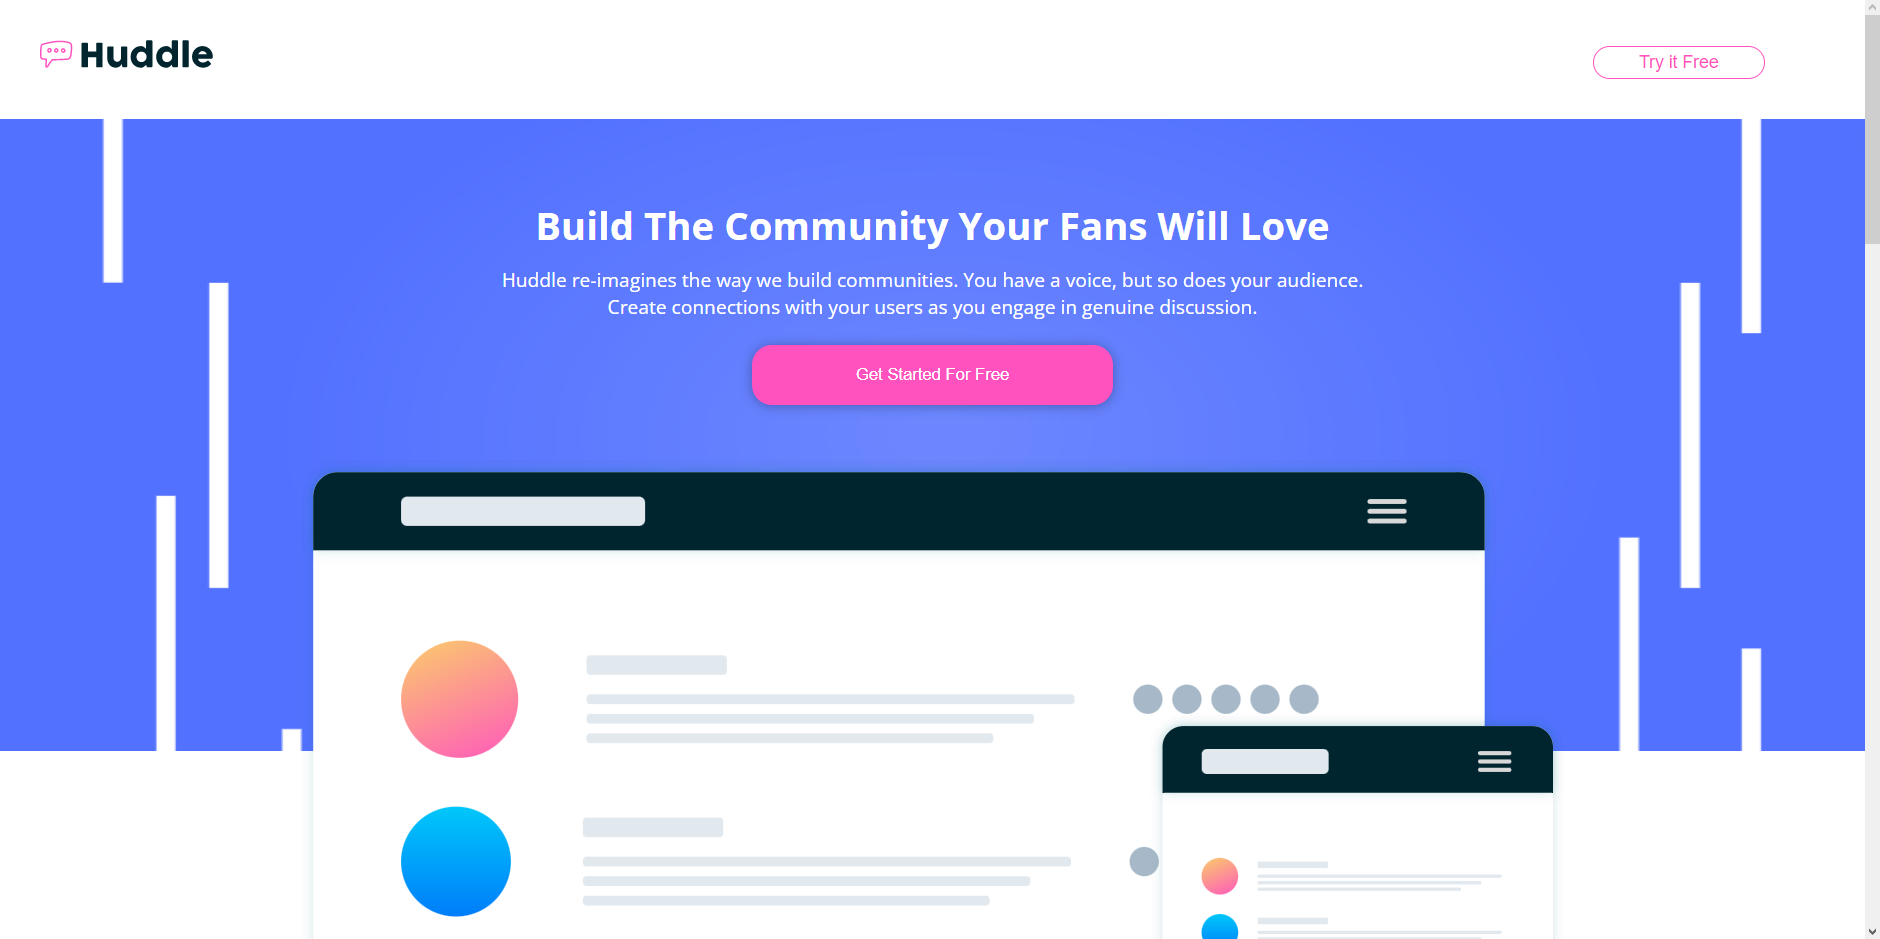 Huddle
Try it Free
Build The Community Your Fans Will Love
Huddle re-imagines the way we build communities. You have a voice, but so does your audience.
Create connections with your users as you engage in genuine discussion.
Get Started For Free